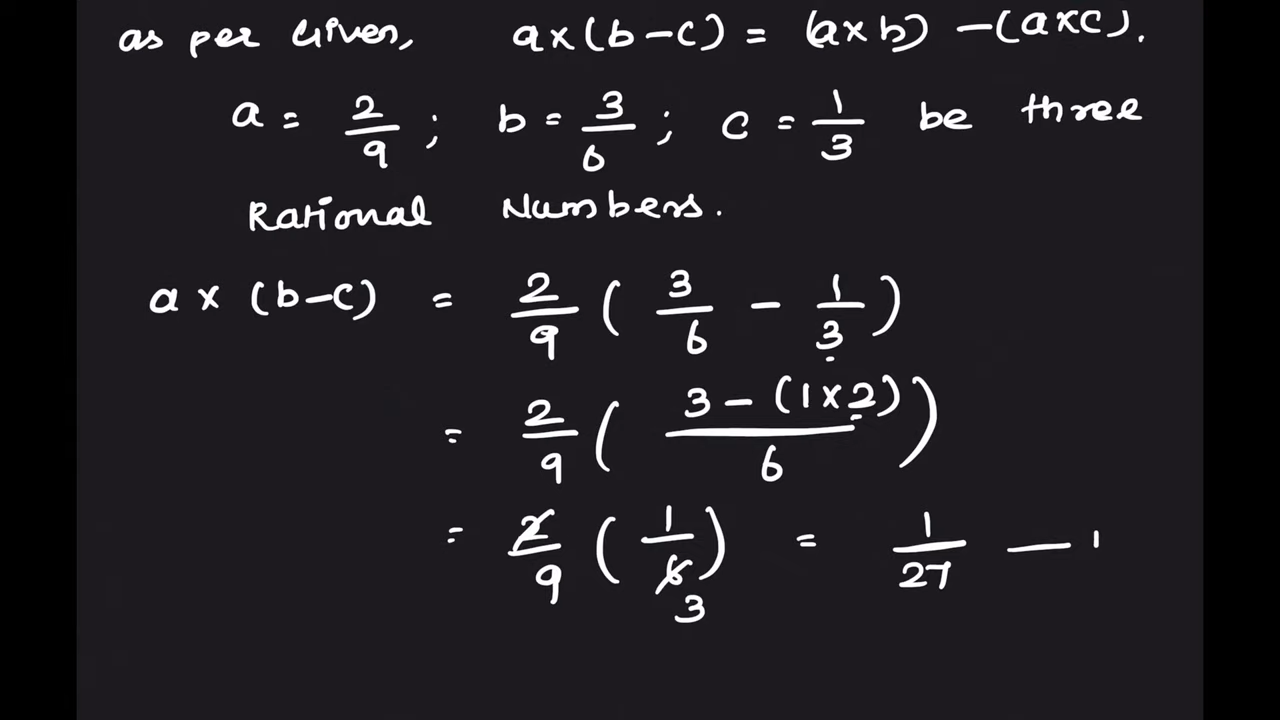 as per Given, a×(b-c) = (a×b) -(a×c).
a = 2/9 ; b = 3/6 ; c = 1/3 be three
Rational Numbers.
a × (b-c) = 2/9 ( 3/6 - 1/3 )
= 2/9 ( 3-(1×2) / 6 )
= 2/9 ( 1/6 ) = 1/27 — 1
3